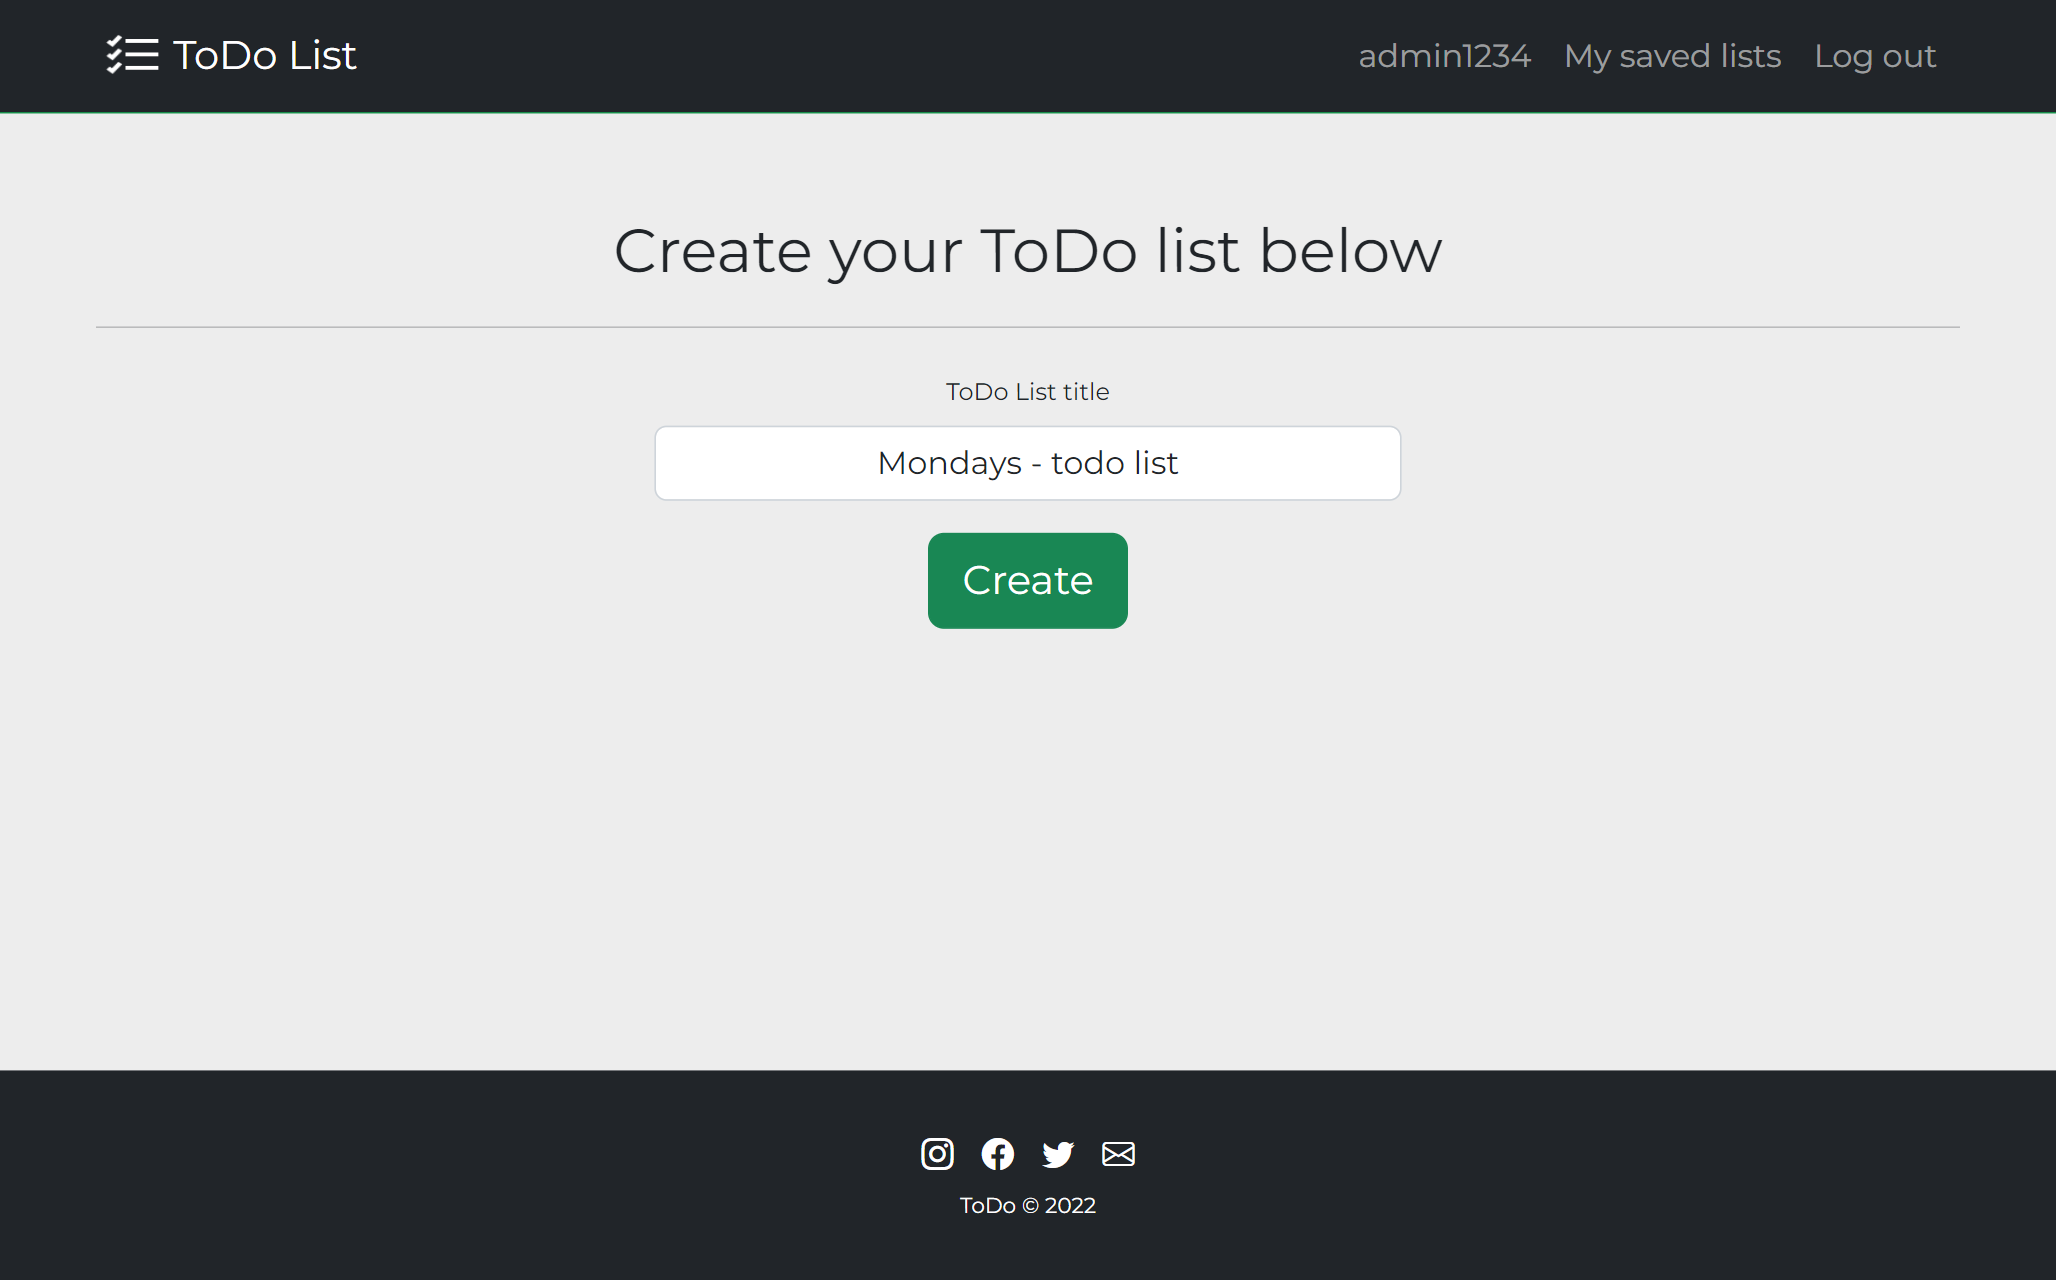 ToDo List
admin1234 My saved lists Log out
Create your ToDo list below
ToDo List title
Mondays - todo list
Create
ToDo © 2022